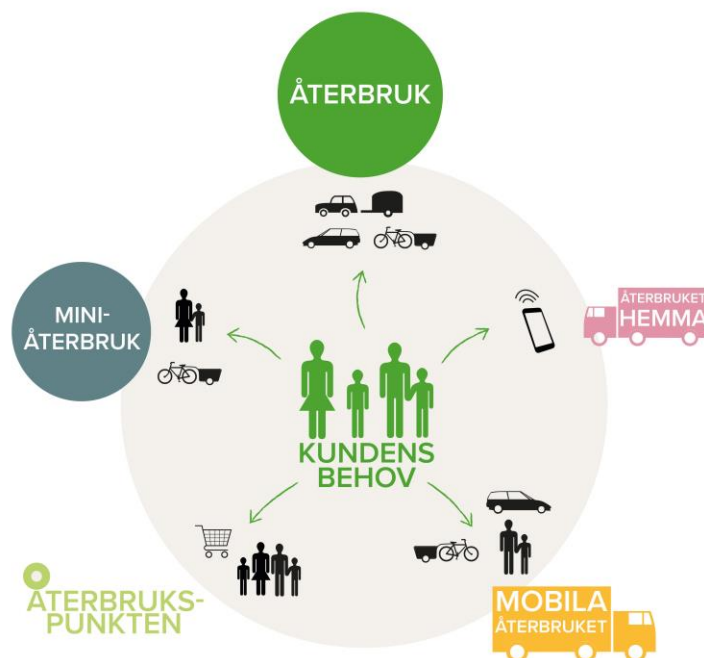 ÅTERBRUK
MINI-
ÅTERBRUK
ÅTERBRUKET
HEMMA
KUNDENS
BEHOV
ÅTERBRUKS-
PUNKTEN
MOBILA
ÅTERBRUKET